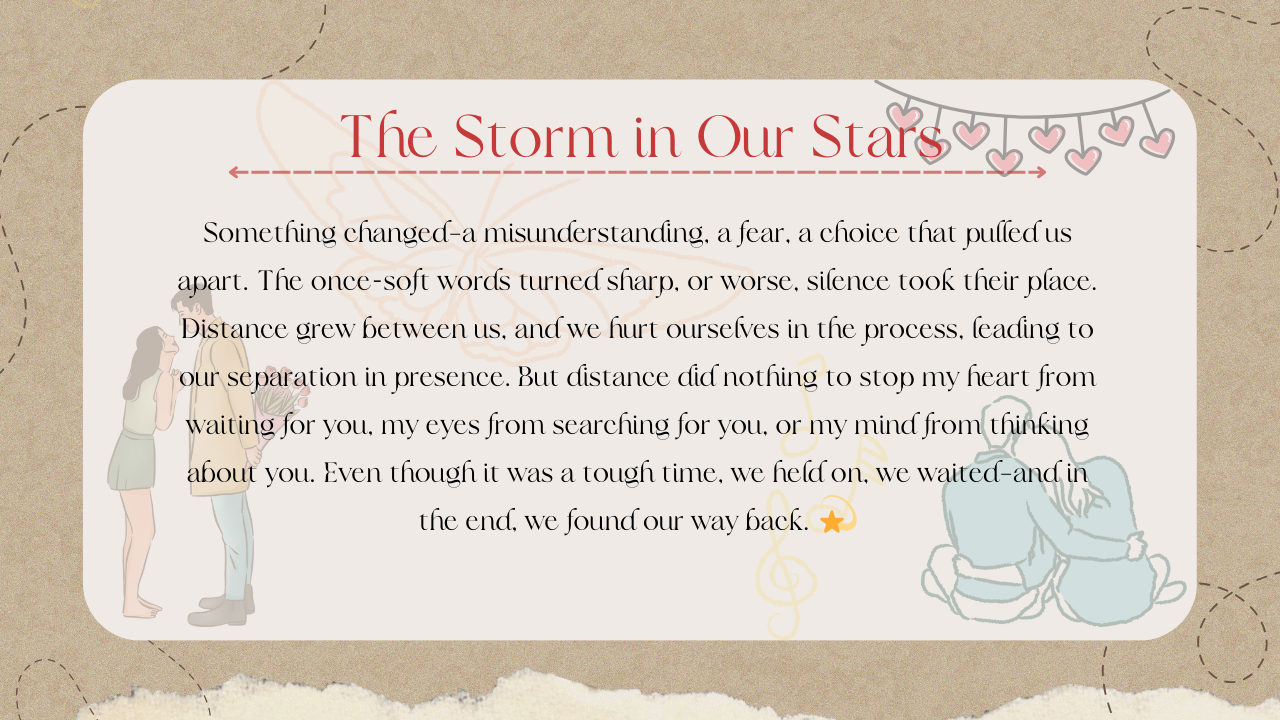 The Storm in Our Stars
Something changed–a misunderstanding, a fear, a choice that pulled us
apart. The once-soft words turned sharp, or worse, silence took their place.
Distance grew between us, and we hurt ourselves in the process, leading to
our separation in presence. But distance did nothing to stop my heart from
waiting for you, my eyes from searching for you, or my mind from thinking
about you. Even though it was a tough time, we held on, we waited–and in
the end, we found our way back. ⭐